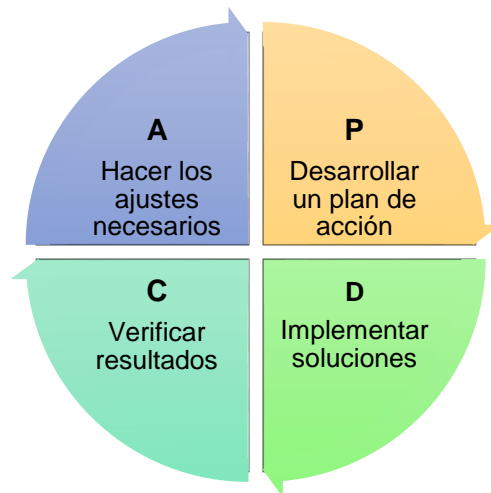 A
Hacer los
ajustes
necesarios
P
Desarrollar
un plan de
acción
C
Verificar
resultados
D
Implementar
soluciones